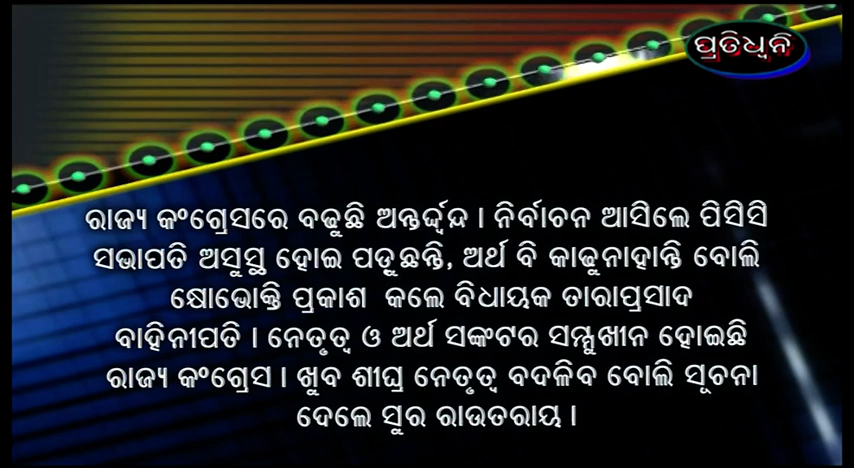 ପ୍ରତିଧ୍ୱନି
ରାଜ୍ୟ କଂଗ୍ରେସରେ ବଢୁଛି ଅନ୍ତର୍ଦ୍ଦ୍ୱନ୍ଦ । ନିର୍ବାଚନ ଆସିଲେ ପିସିସି
ସଭାପତି ଅସୁସ୍ଥ ହୋଇ ପଡୁଛନ୍ତି, ଅର୍ଥ ବି କାଢୁନାହାନ୍ତି ବୋଲି
କ୍ଷୋଭୋକ୍ତି ପ୍ରକାଶ କଲେ ବିଧାୟକ ତାରାପ୍ରସାଦ
ବାହିନୀପତି । ନେତୃତ୍ୱ ଓ ଅର୍ଥ ସଙ୍କଟର ସମ୍ମୁଖୀନ ହୋଇଛି
ରାଜ୍ୟ କଂଗ୍ରେସ । ଖୁବ ଶୀଘ୍ର ନେତୃତ୍ୱ ବଦଳିବ ବୋଲି ସୂଚନା
ଦେଲେ ସୁର ରାଉତରାୟ ।